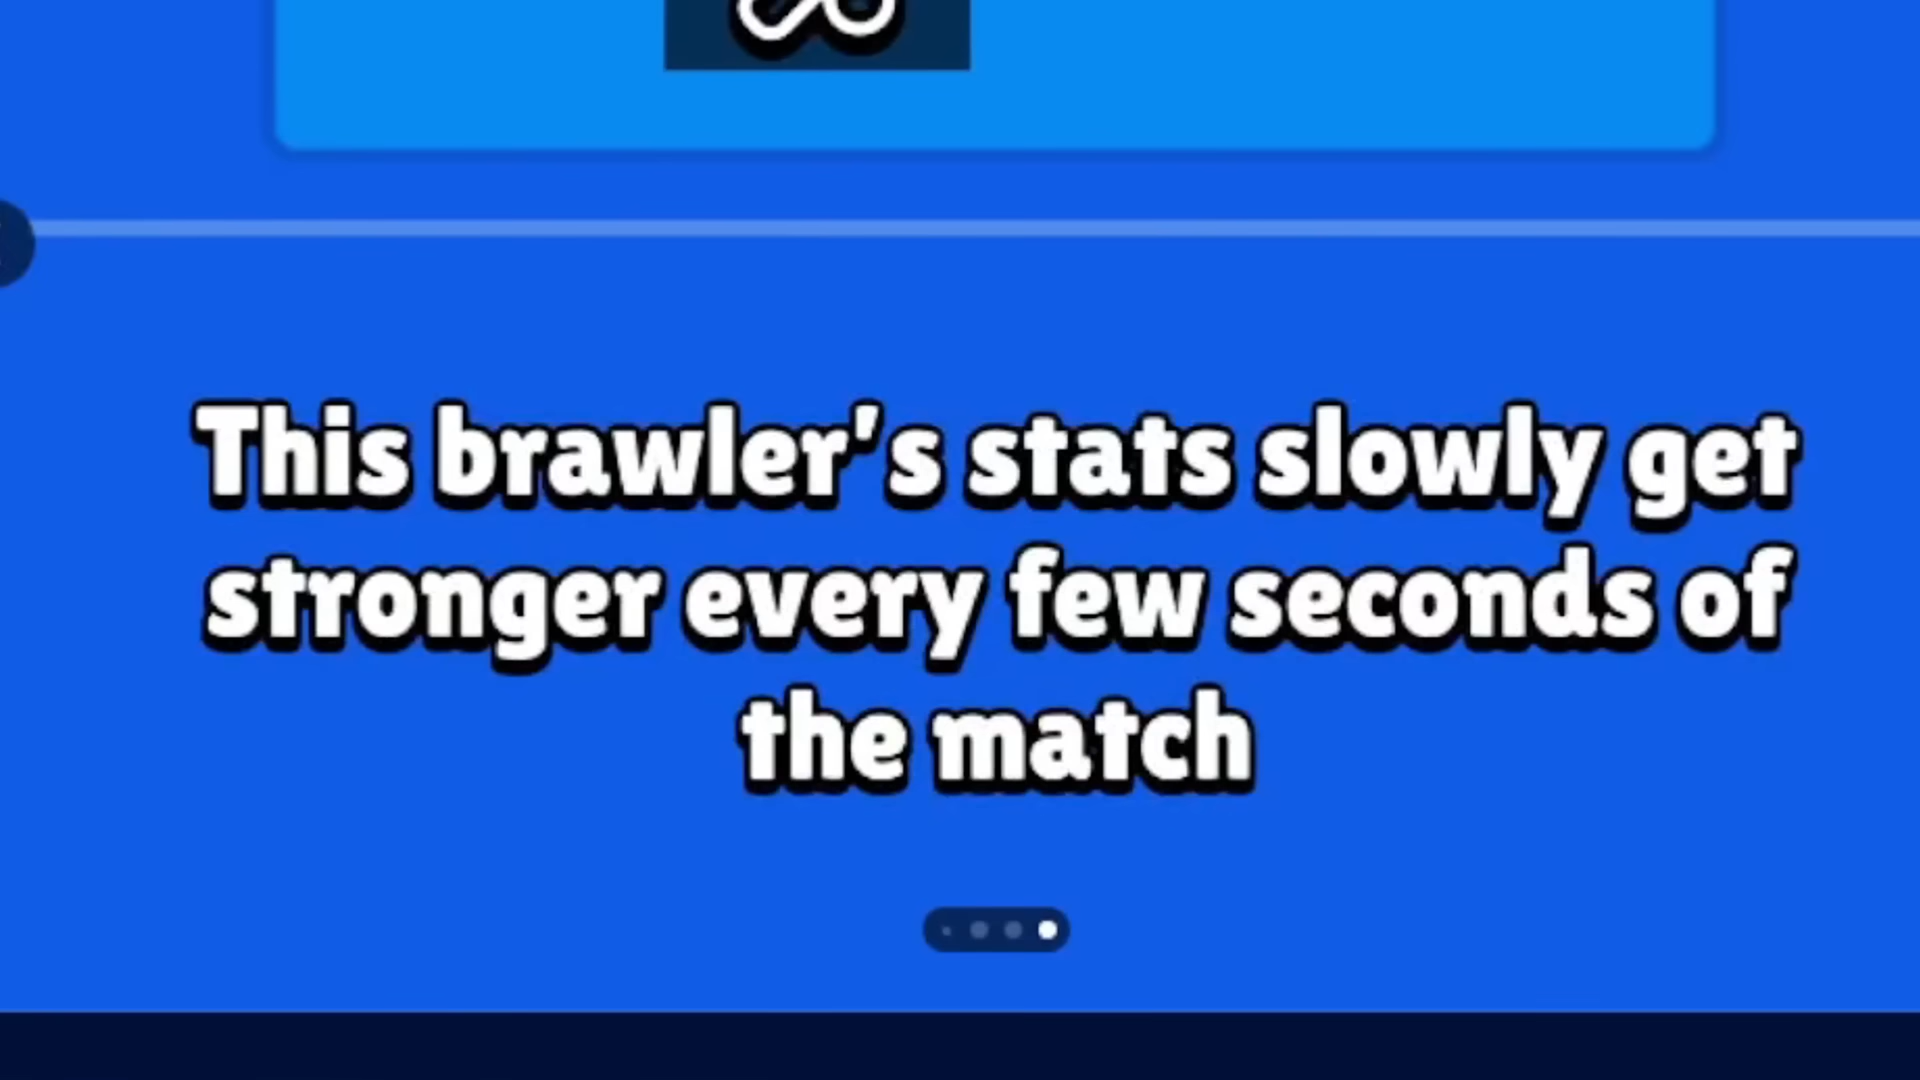 This brawler's stats slowly get
stronger every few seconds of
the match